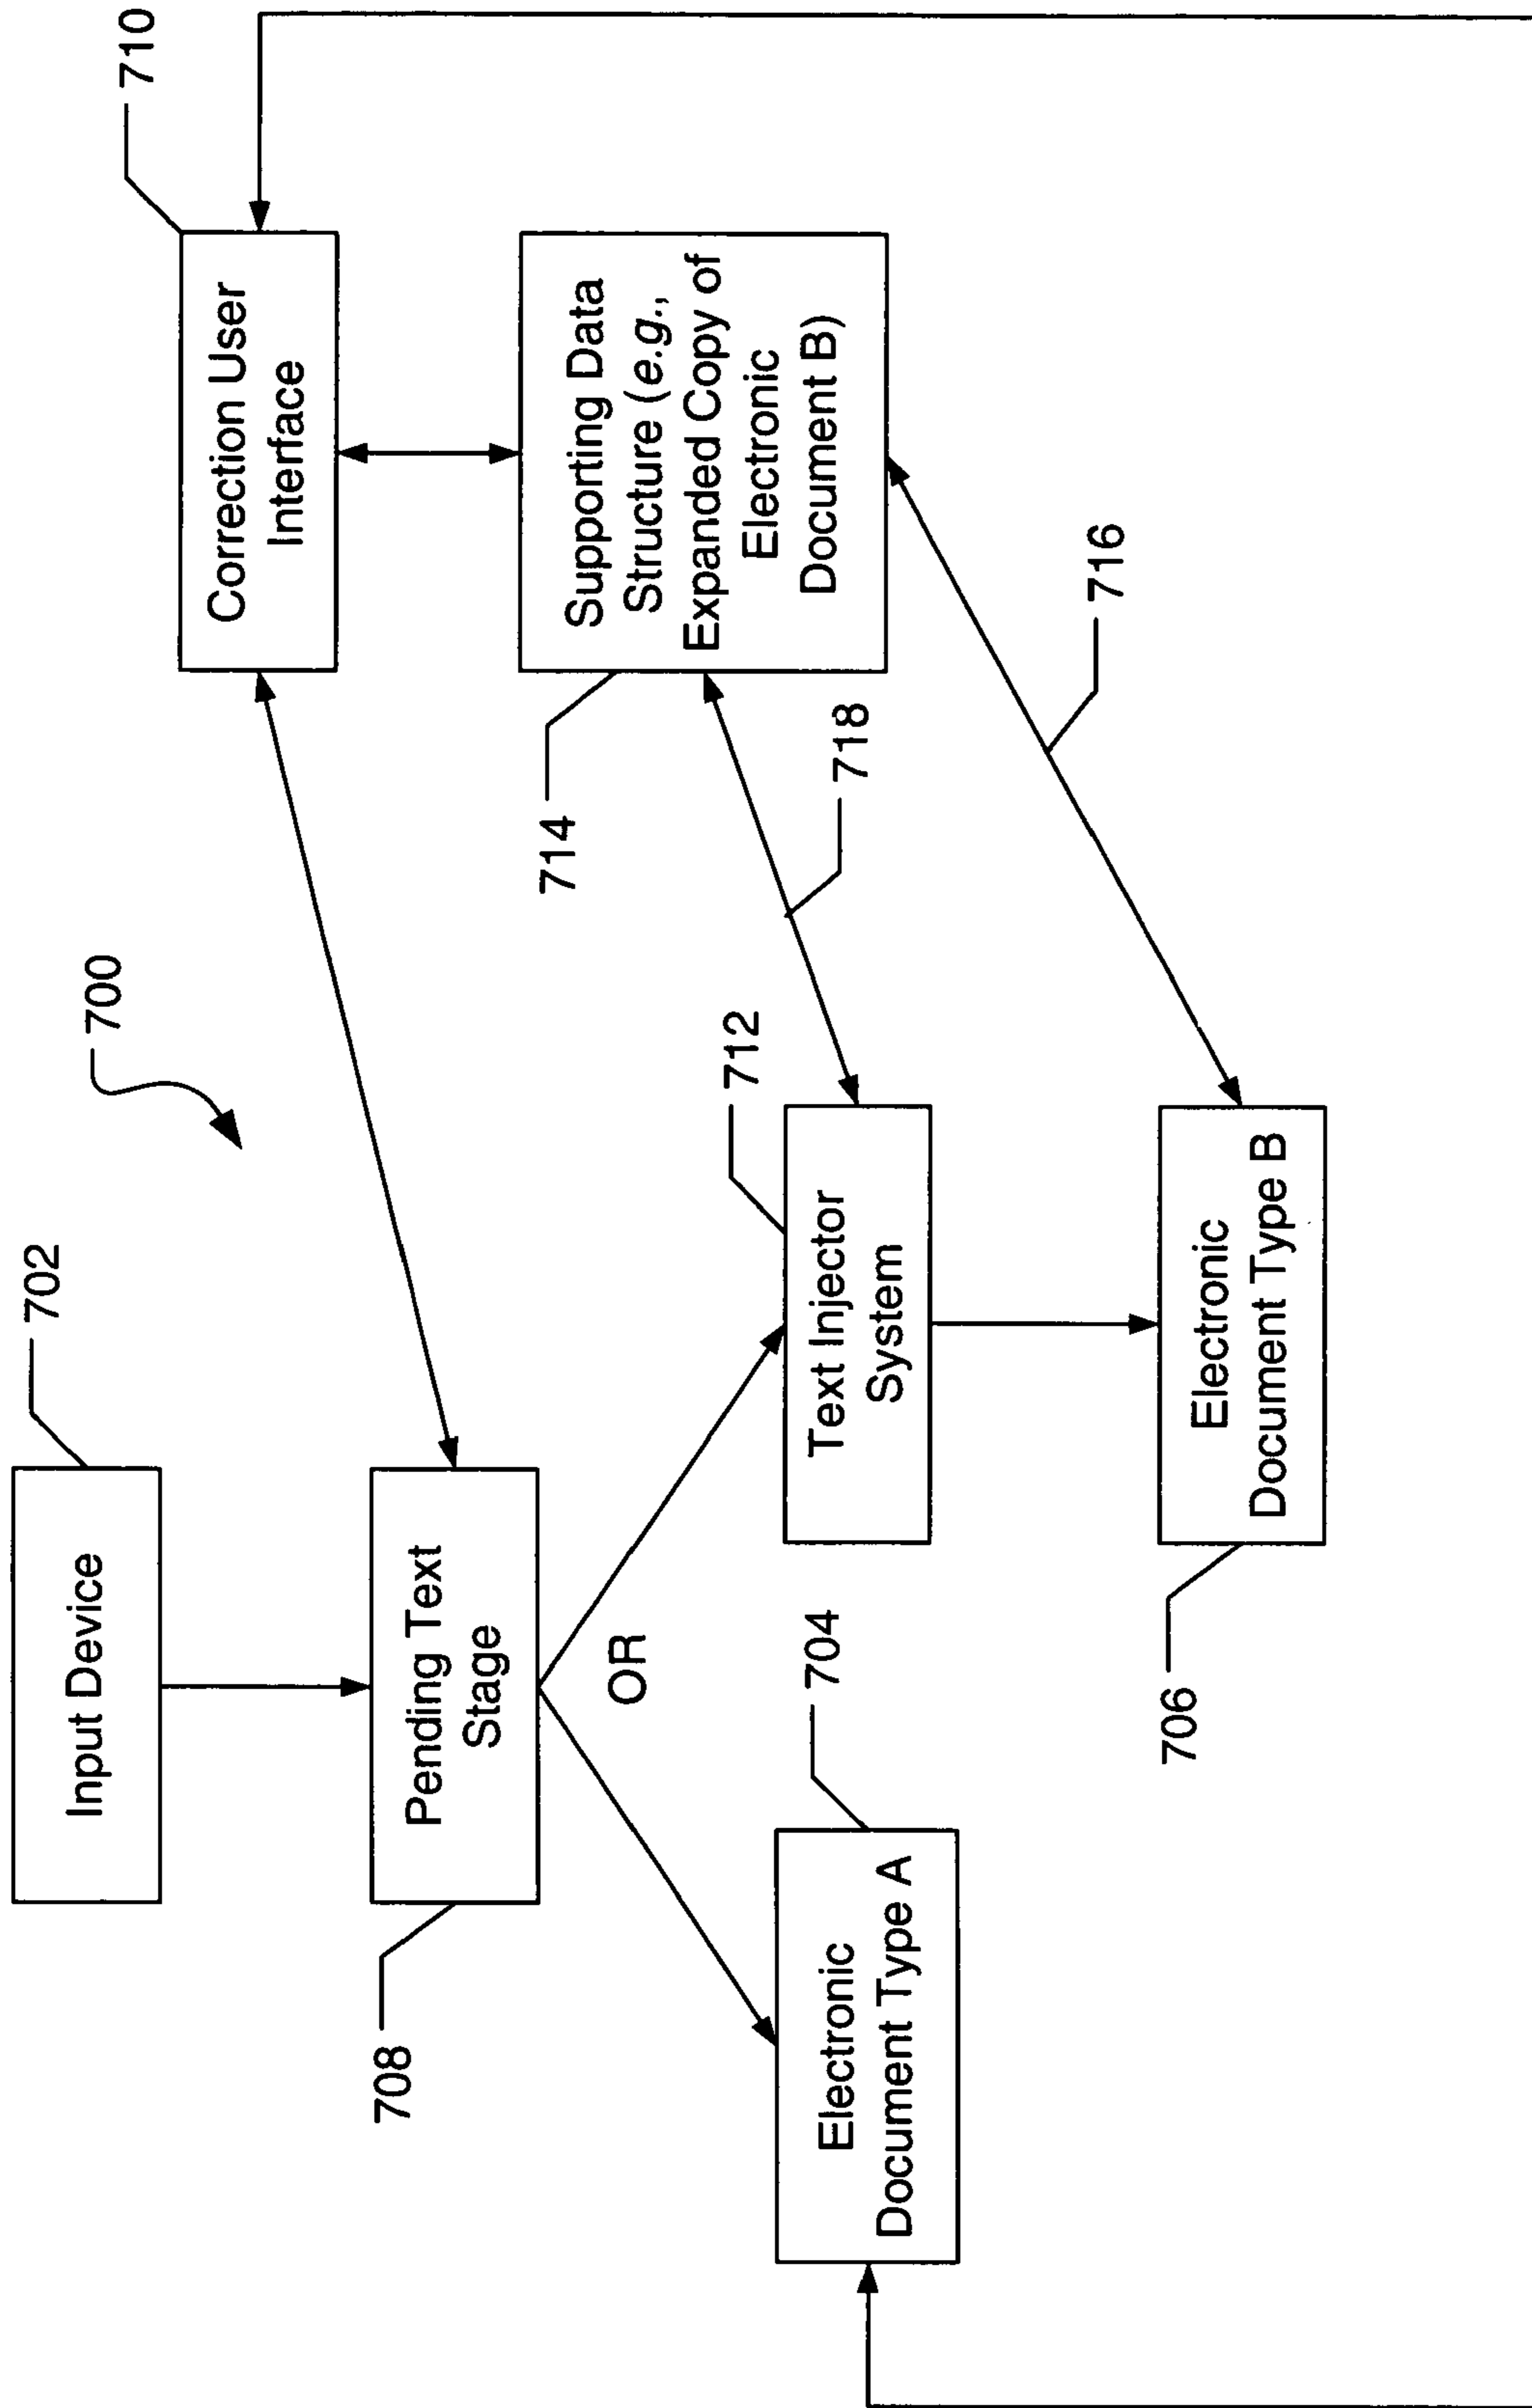 700
702
Input Device
710
Correction User
Interface
708
Pending Text
Stage
714
Supporting Data
Structure (e.g.,
Expanded Copy of
Electronic
Document B)
OR
712
718
704
Electronic
Document Type A
Text Injector
System
716
706
Electronic
Document Type B